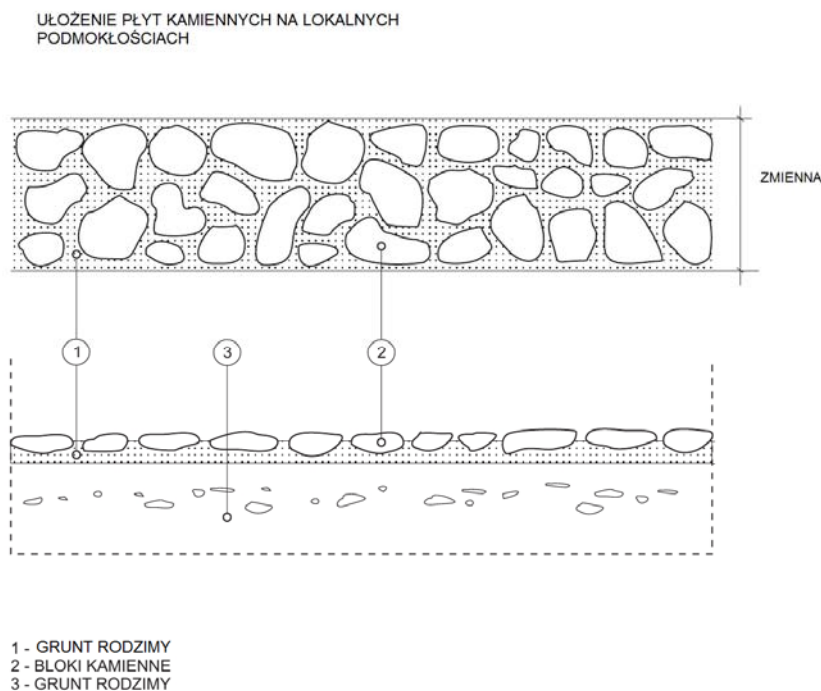 UŁOŻENIE PŁYT KAMIENNYCH NA LOKALNYCH
PODMOKŁOŚCIACH
ZMIENNA
1
3
2
1 - GRUNT RODZIMY
2 - BLOKI KAMIENNE
3 - GRUNT RODZIMY